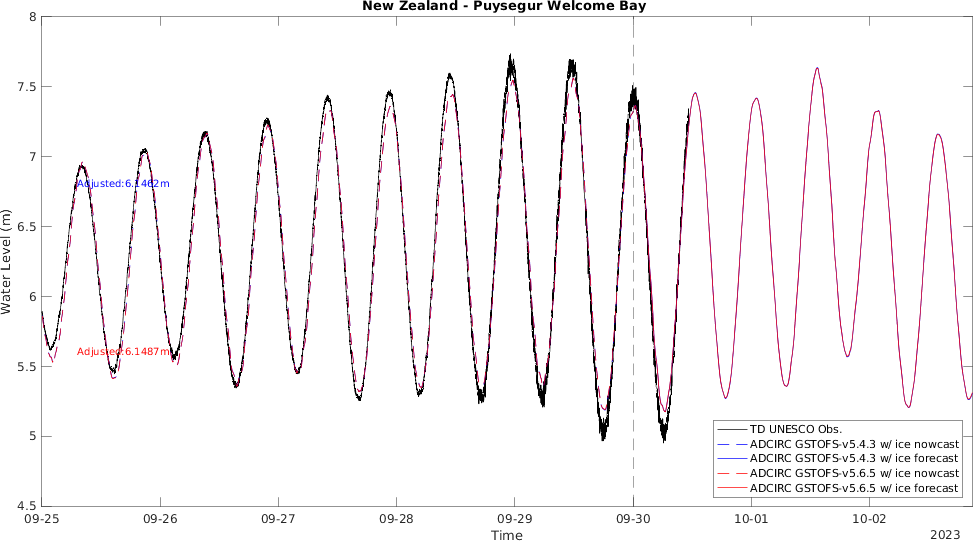 New Zealand - Puysegur Welcome Bay
8
7.5
7
6.5
6
5.5
5
4.5
Water Level (m)
Adjusted:6.1462m
Adjusted:6.1487m
TD UNESCO Obs.
ADCIRC GSTOFS-v5.4.3 w/ ice nowcast
ADCIRC GSTOFS-v5.4.3 w/ ice forecast
ADCIRC GSTOFS-v5.6.5 w/ ice nowcast
ADCIRC GSTOFS-v5.6.5 w/ ice forecast
09-25 09-26 09-27 09-28 09-29 09-30 10-01 10-02
Time
2023